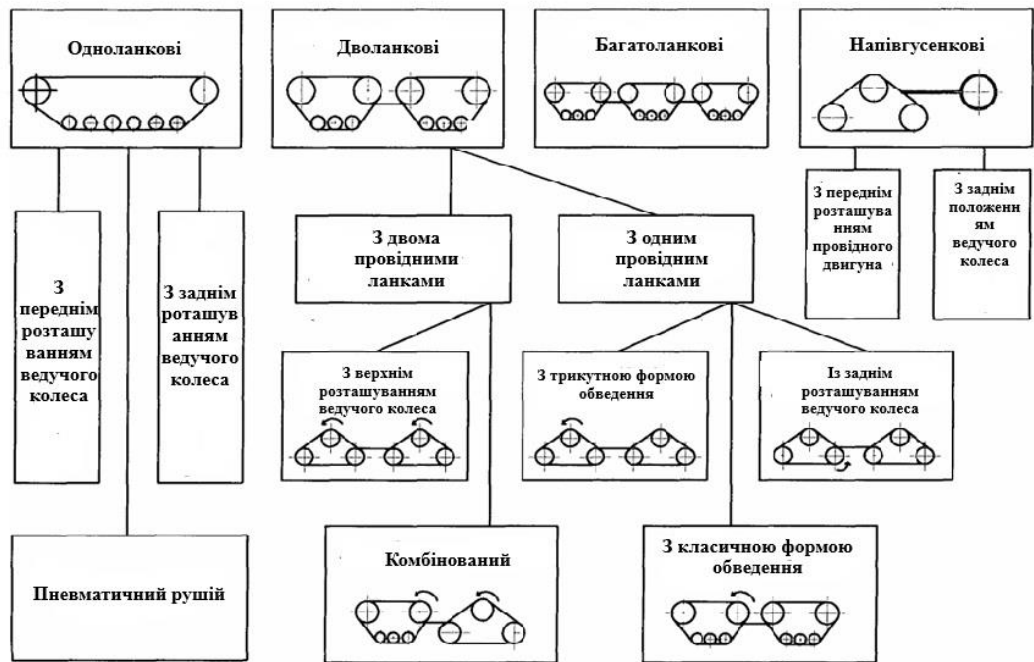 Одноланкові
Дволанкові
Багатоланкові
Напівгусенкові
З
переднім
розташу
ванням
ведучого
колеса
З заднім
роташув
анням
ведучого
колеса
З двома
провідними
ланками
З одним
провідним
ланками
З переднім
розташува
нням
провідного
двигуна
З заднім
положенн
ям
ведучого
колеса
З верхнім
розташуванням
ведучого колеса
З трикутною формою
обведення
Із заднім
розташуванням
ведучого колеса
Пневматичний рушій
Комбінований
З класичною формою
обведення